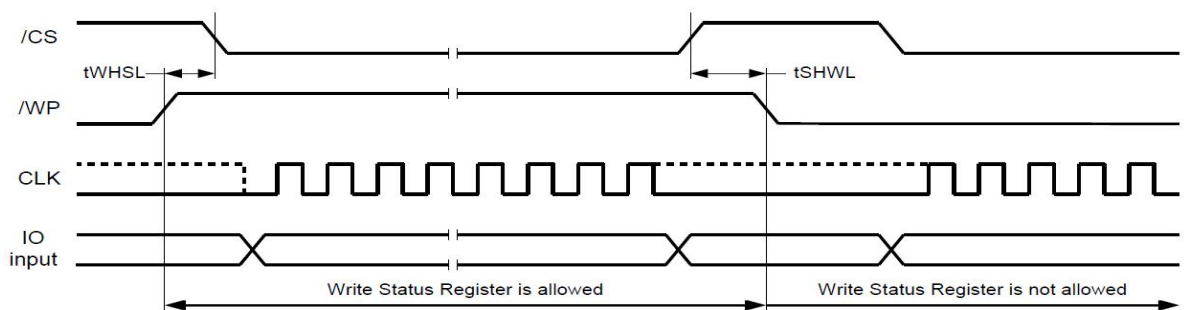 /CS
tWHSL
tSHWL
/WP
CLK
IO
input
Write Status Register is allowed
Write Status Register is not allowed